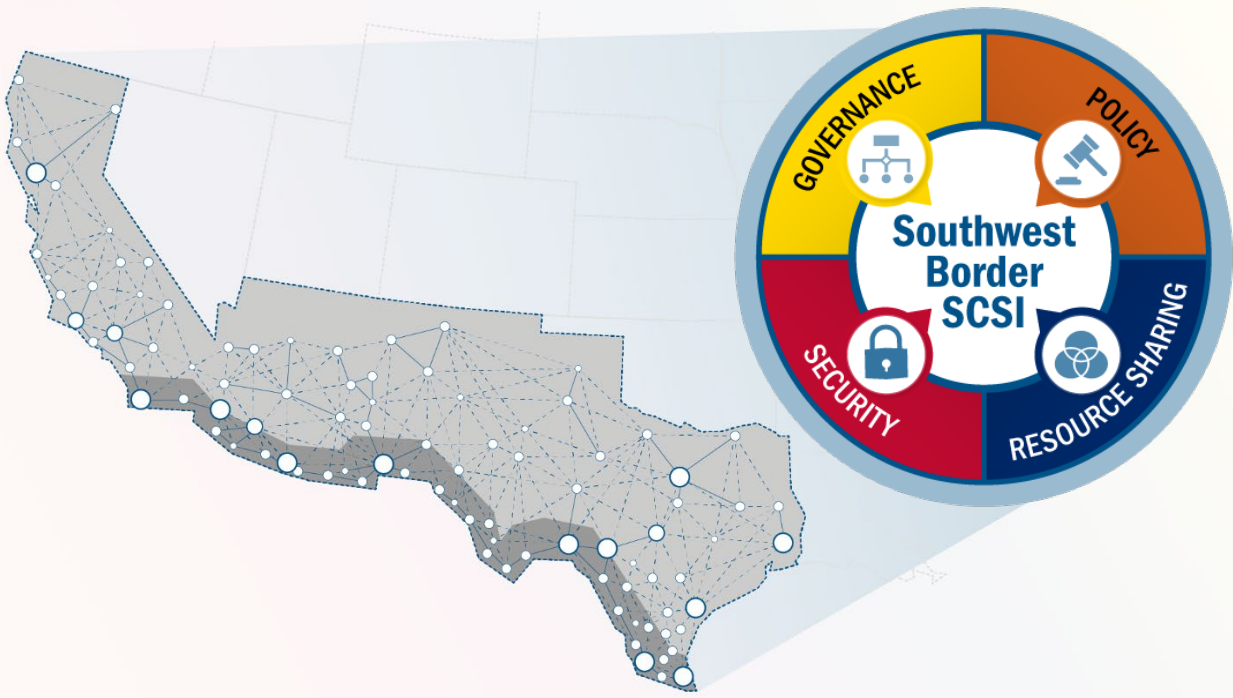 GOVERNANCE
POLICY
Southwest
Border
SCSI
SECURITY
RESOURCE SHARING